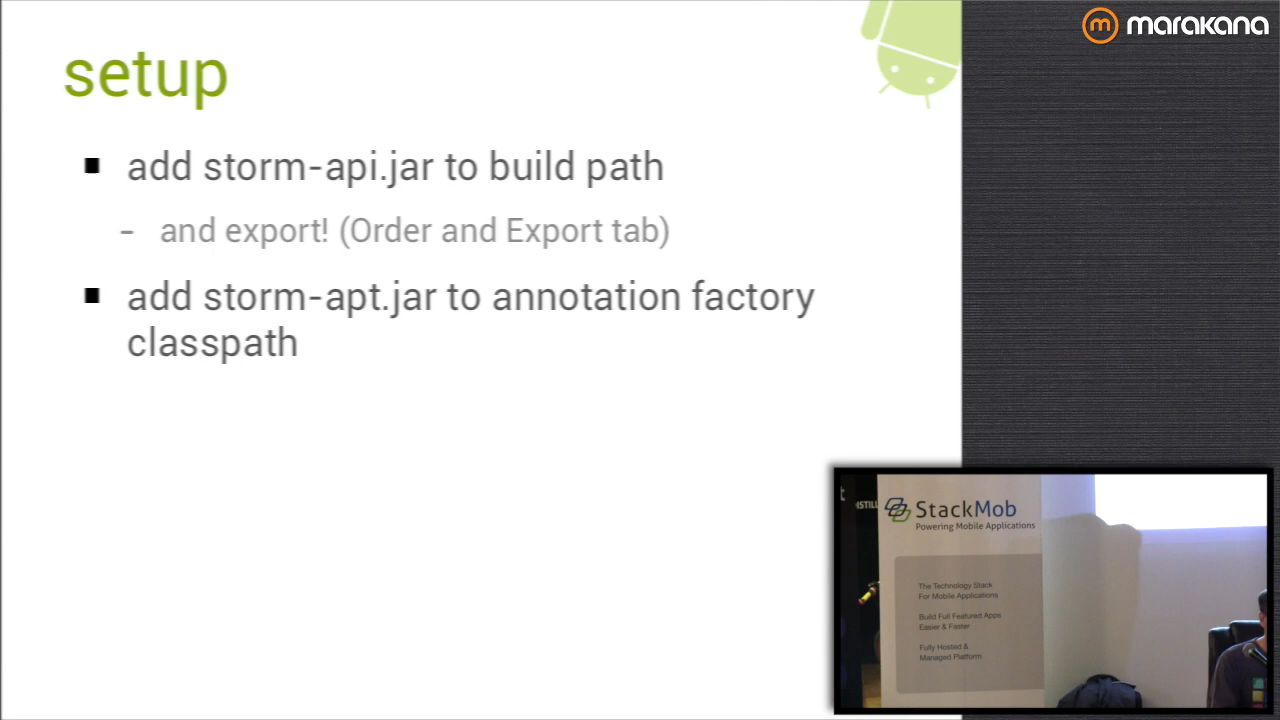 marakana
setup
add storm-api.jar to build path
- and export! (Order and Export tab)
add storm-apt.jar to annotation factory
classpath
StackMob
Powering Mobile Applications
The Technology Stack
For Mobile Applications
Build Full Featured Apps
Easier & Faster
Fully Hosted &
Managed Platform